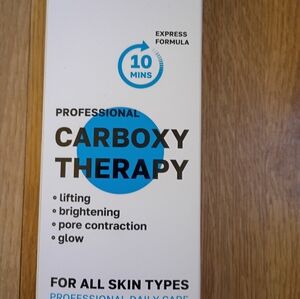 EXPRESS
FORMULA
10
MINS
PROFESSIONAL
CARBOXY
THERAPY
lifting
brightening
pore contraction
glow
FOR ALL SKIN TYPES
PROFESSIONAL DAILY CARE